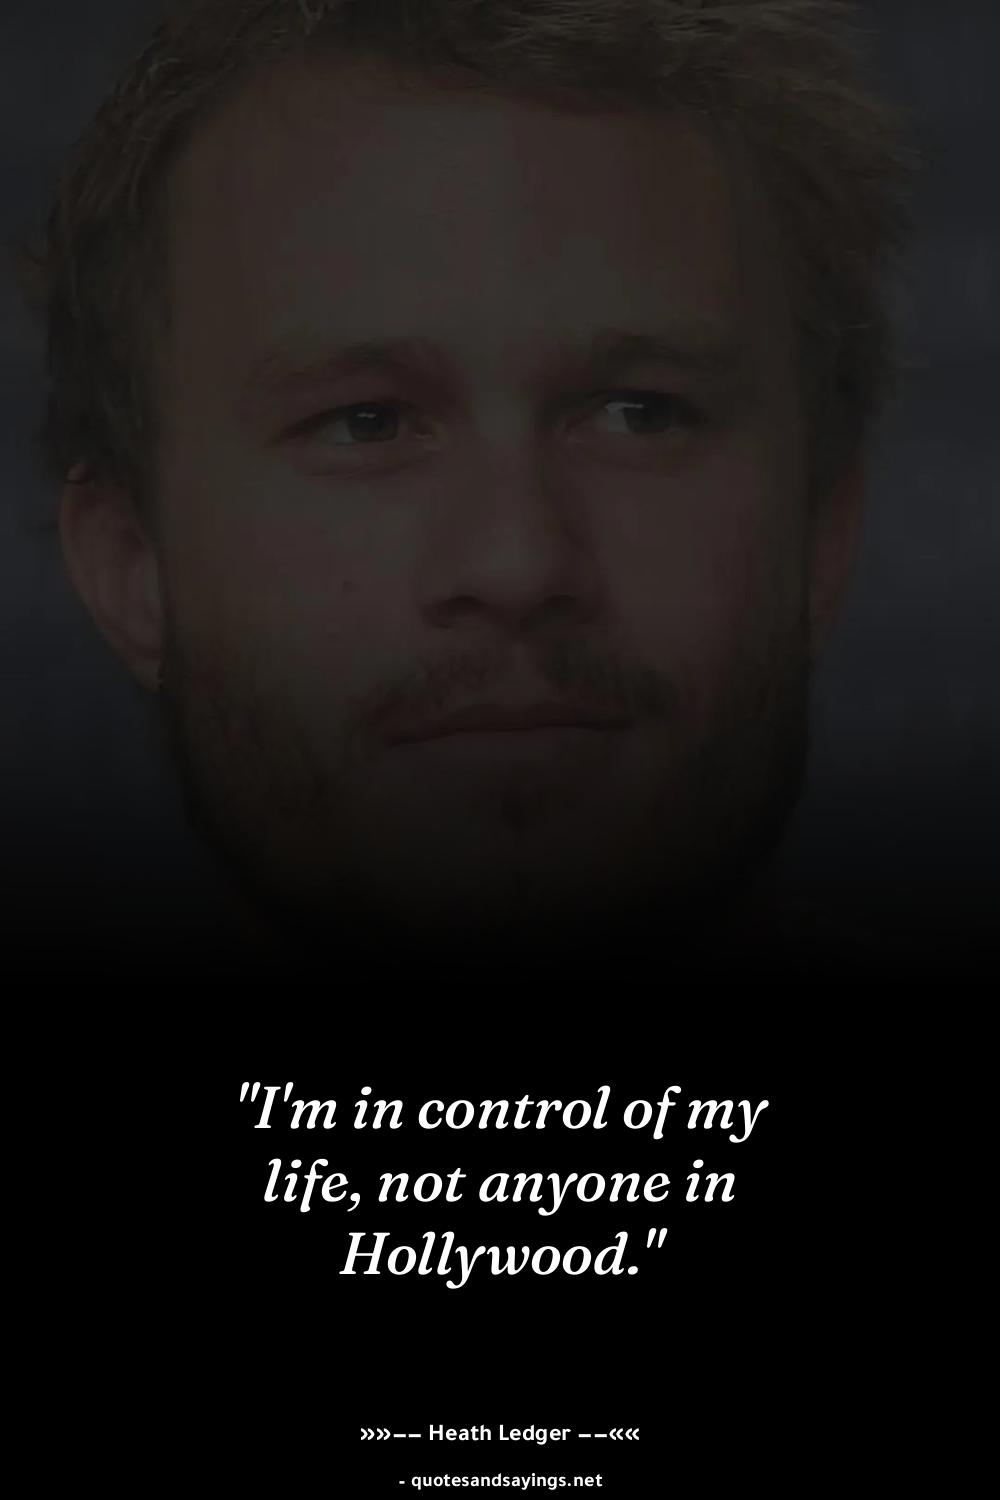 "I'm in control of my
life, not anyone in
Hollywood."
»»–– Heath Ledger ––««
- quotesandsayings.net